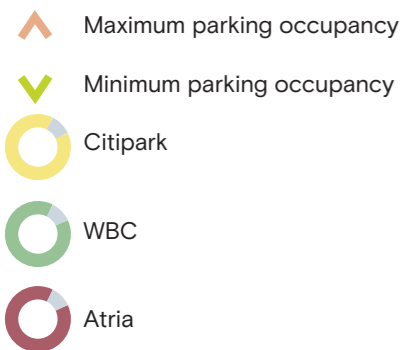 Maximum parking occupancy
Minimum parking occupancy
Citipark
WBC
Atria